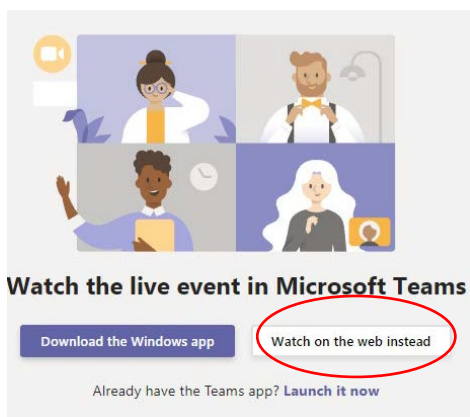 Watch the live event in Microsoft Teams
Download the Windows app
Watch on the web instead
Already have the Teams app? Launch it now